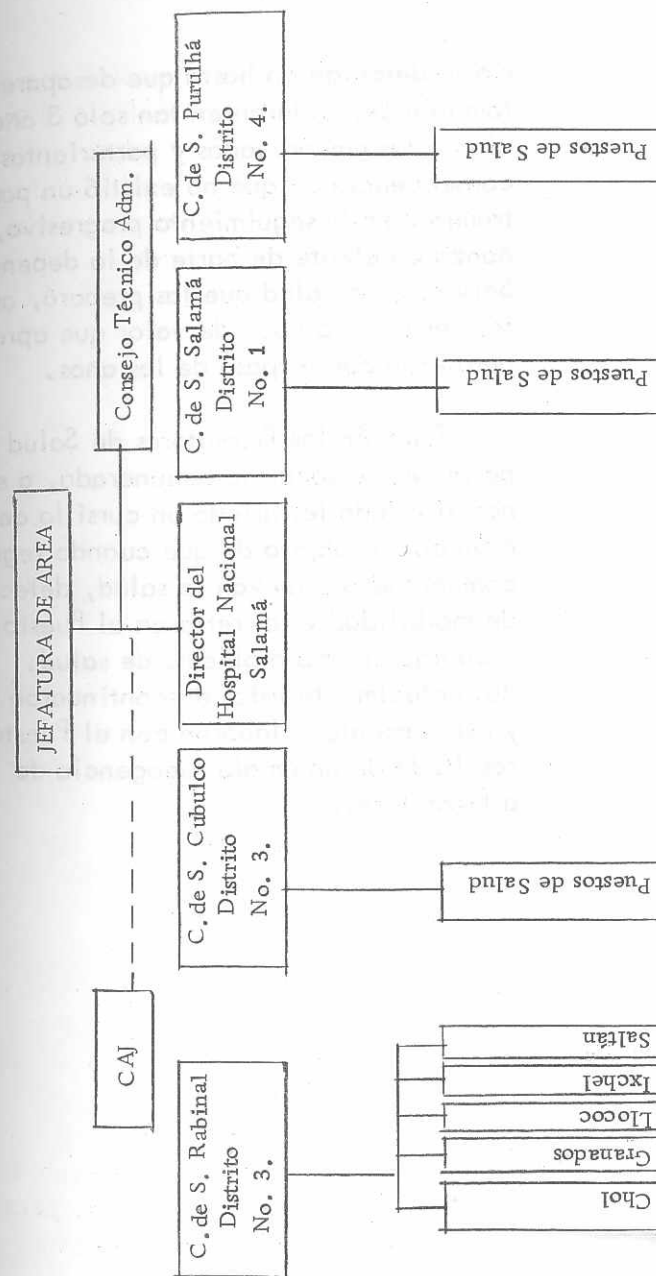 JEFATURA DE AREA
CAJ
Consejo Técnico Adm.
C. de S. Rabinal
Distrito
No. 3.
C. de S. Cubulco
Distrito
No. 3.
Director del
Hospital Nacional
Salamá
C. de S. Salamá
Distrito
No. 1
C. de S. Purulhá
Distrito
No. 4.
Chol
Granados
Llococ
Ixchel
Saltán
Puestos de Salud
Puestos de Salud
Puestos de Salud